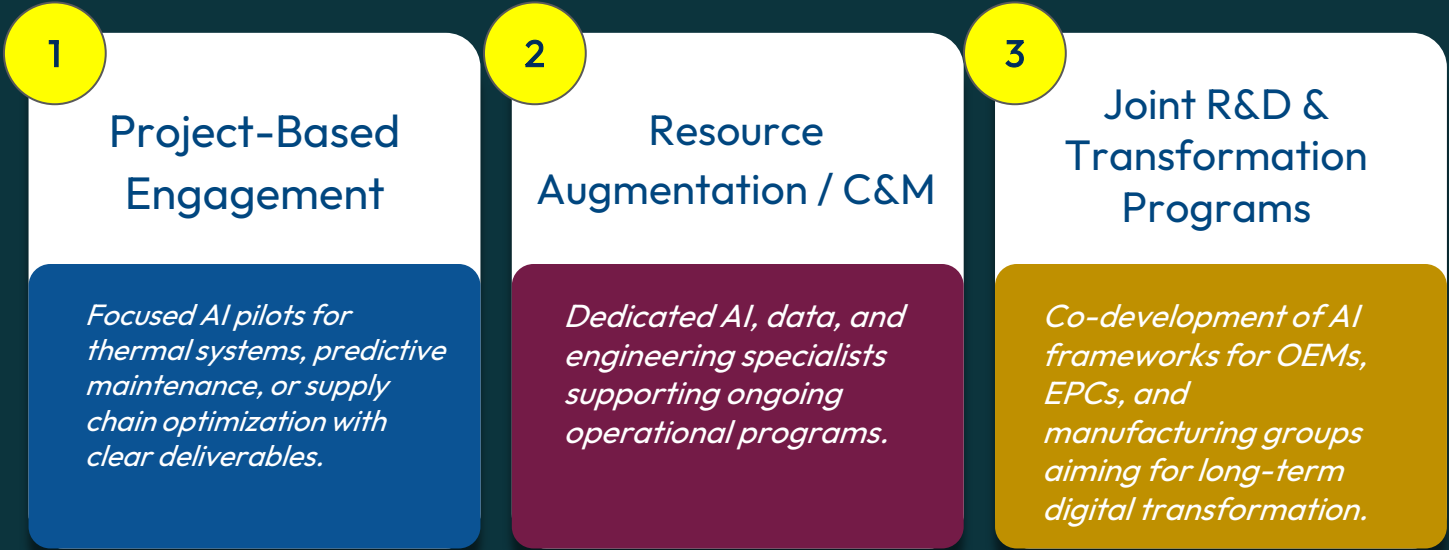 1
Project-Based
Engagement
Focused AI pilots for
thermal systems, predictive
maintenance, or supply
chain optimization with
clear deliverables.
2
Resource
Augmentation / C&M
Dedicated AI, data, and
engineering specialists
supporting ongoing
operational programs.
3
Joint R&D &
Transformation
Programs
Co-development of AI
frameworks for OEMs,
EPCs, and
manufacturing groups
aiming for long-term
digital transformation.